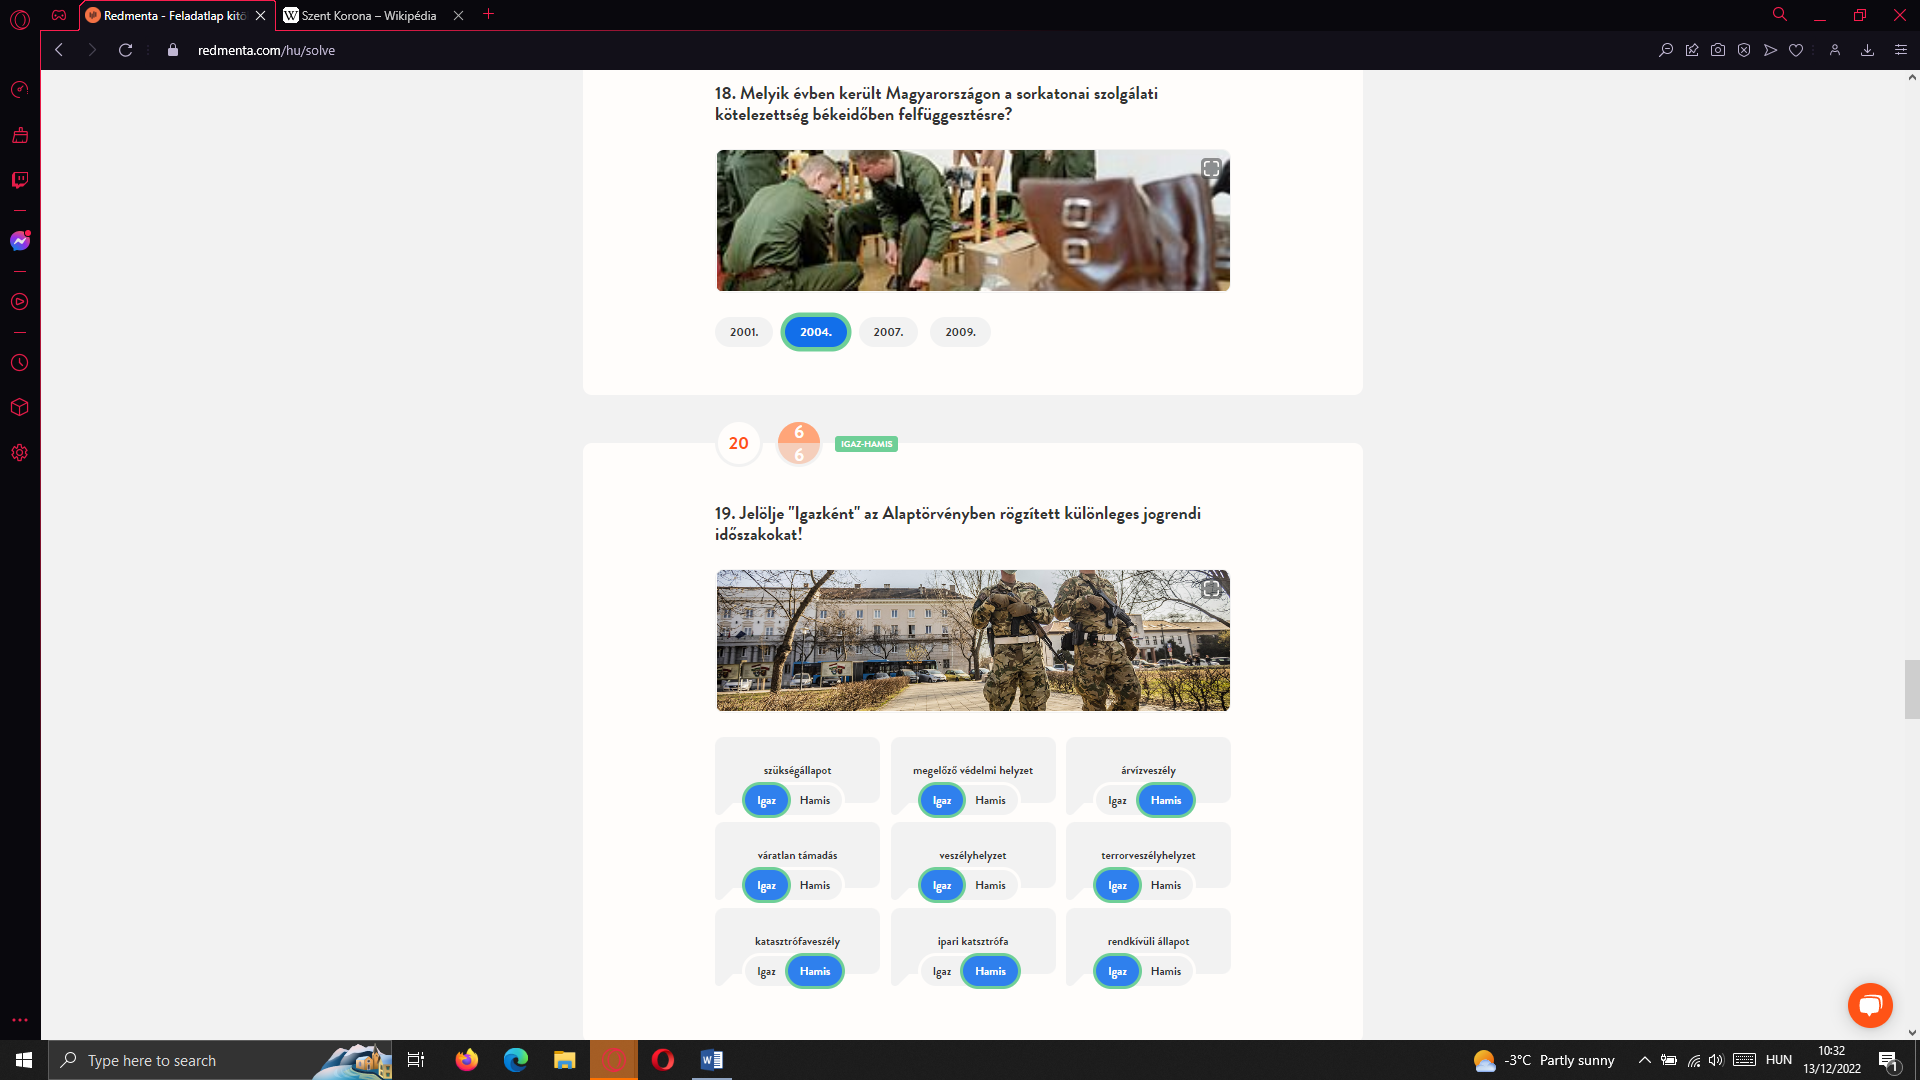 Redmenta - Feladatlap kitö
Szent Korona – Wikipédia
redmenta.com/hu/solve
18. Melyik évben került Magyarországon a sorkatonai szolgálati
kötelezettség békeidőben felfüggesztésre?
2001.
2004.
2007.
2009.
20
6
6
IGAZ-HAMIS
19. Jelölje "Igazként" az Alaptörvényben rögzített különleges jogrendi
időszakokat!
szükségállapot
megelőző védelmi helyzet
árvízveszély
Igaz Hamis
Igaz Hamis
Igaz Hamis
váratlan támadás
veszélyhelyzet
terrorveszélyhelyzet
Igaz Hamis
Igaz Hamis
Igaz Hamis
katasztrófaveszély
ipari katsztrófa
rendkívüli állapot
Igaz Hamis
Igaz Hamis
Igaz Hamis
Type here to search
-3°C Partly sunny
HUN
10:32
13/12/2022
1